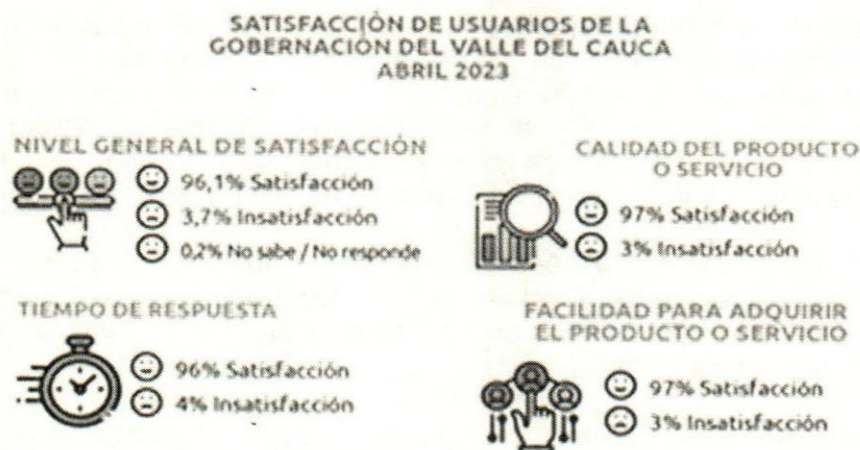 SATISFACCIÓN DE USUARIOS DE LA
GOBERNACIÓN DEL VALLE DEL CAUCA
ABRIL 2023
NIVEL GENERAL DE SATISFACCIÓN
96,1% Satisfacción
3,7% Insatisfacción
0,2% No sabe / No responde
CALIDAD DEL PRODUCTO
O SERVICIO
97% Satisfacción
3% Insatisfacción
TIEMPO DE RESPUESTA
96% Satisfacción
4% Insatisfacción
FACILIDAD PARA ADQUIRIR
EL PRODUCTO O SERVICIO
97% Satisfacción
3% Insatisfacción